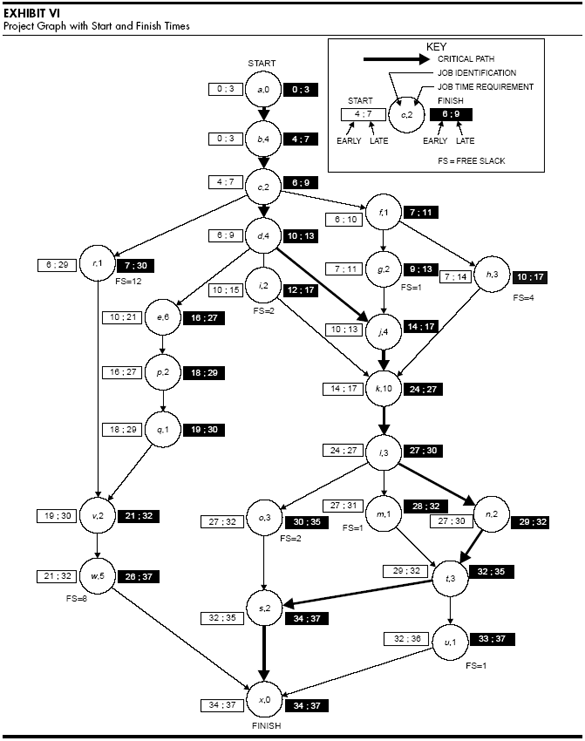 EXHIBIT VI
Project Graph with Start and Finish Times
KEY
CRITICAL PATH
JOB IDENTIFICATION
JOB TIME REQUIREMENT
START
FINISH
4 ; 7
c,2
6 ; 9
EARLY LATE
EARLY LATE
FS = FREE SLACK
START
0 ; 3
a,0
0 ; 3
0 ; 3
b,4
4 ; 7
4 ; 7
c,2
6 ; 9
6 ; 10
f,1
7 ; 11
6 ; 9
d,4
10 ; 13
6 ; 29
r,1
7 ; 30
FS=12
7 ; 11
g,2
9 ; 13
FS=1
7 ; 14
h,3
10 ; 17
FS=4
10 ; 15
i,2
12 ; 17
FS=2
10 ; 21
e,6
16 ; 27
10 ; 13
j,4
14 ; 17
16 ; 27
p,2
18 ; 29
14 ; 17
k,10
24 ; 27
18 ; 29
q,1
19 ; 30
24 ; 27
l,3
27 ; 30
19 ; 30
v,2
21 ; 32
27 ; 32
o,3
30 ; 35
FS=2
27 ; 31
m,1
28 ; 32
FS=1
27 ; 30
n,2
29 ; 32
21 ; 32
w,5
26 ; 37
FS=8
29 ; 32
t,3
32 ; 35
32 ; 35
s,2
34 ; 37
32 ; 36
u,1
33 ; 37
FS=1
34 ; 37
x,0
34 ; 37
FINISH